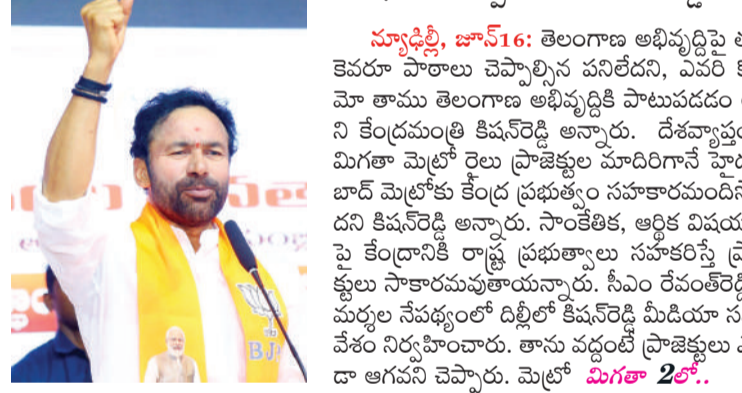 న్యూఢిల్లీ, జూన్16: తెలంగాణ అభివృద్ధిపై
కెవరూ పాఠాలు చెప్పాల్సిన పనిలేదని, ఎవరి
మో తాము తెలంగాణ అభివృద్ధికి పాటుపడడం
ని కేంద్రమంత్రి కిషన్‌రెడ్డి అన్నారు. దేశవ్యాప్తం
మిగతా మెట్రో రైలు ప్రాజెక్టుల మాదిరిగానే హైద
బాద్ మెట్రోకు కేంద్ర ప్రభుత్వం సహకారమందిస్
దని కిషన్‌రెడ్డి అన్నారు. సాంకేతిక, ఆర్థిక విషయ
పై కేంద్రానికి రాష్ట్ర ప్రభుత్వాలు సహకరిస్తే ప్రా
క్టులు సాకారమవుతాయన్నారు. సీఎం రేవంత్‌రెడ్డి
మర్శల నేపథ్యంలో దిల్లీలో కిషన్‌రెడ్డి మీడియా స
వేశం నిర్వహించారు. తాను వద్దంటే ప్రాజెక్టులు
డా ఆగవని చెప్పారు. మెట్రో మిగతా 2లో..
BJ